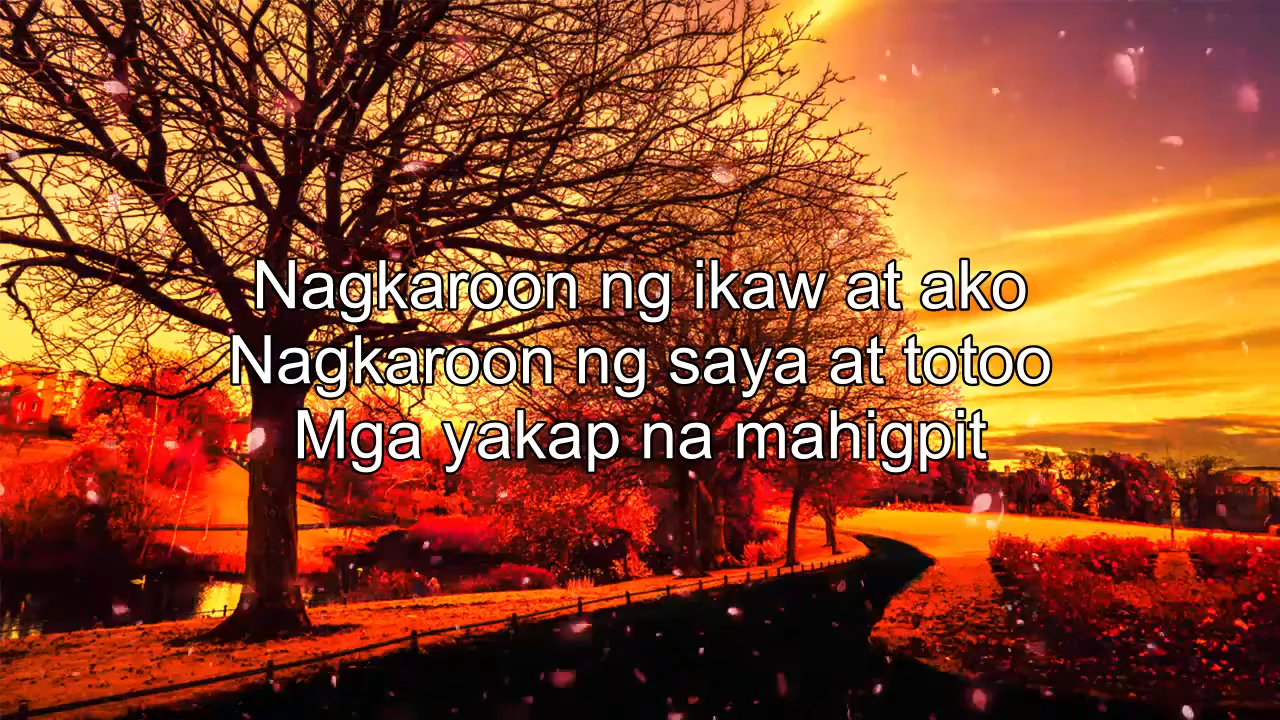 Nagkaroon ng ikaw at ako
Nagkaroon ng saya at totoo
Mga yakap na mahigpit